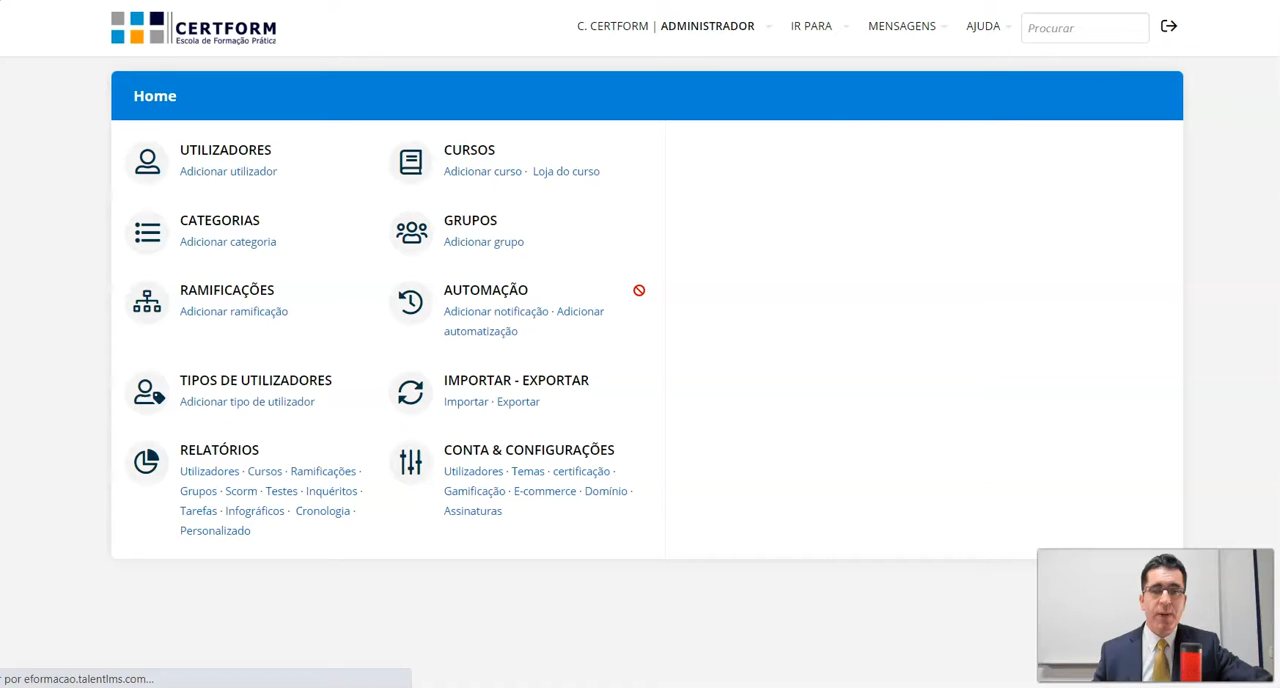 CERTFORM
Escola de Formação Prática
C. CERTFORM | ADMINISTRADOR
IR PARA
MENSAGENS
AJUDA
Procurar
Home
UTILIZADORES
Adicionar utilizador
CURSOS
Adicionar curso · Loja do curso
CATEGORIAS
Adicionar categoria
GRUPOS
Adicionar grupo
RAMIFICAÇÕES
Adicionar ramificação
AUTOMAÇÃO
Adicionar notificação · Adicionar
automatização
TIPOS DE UTILIZADORES
Adicionar tipo de utilizador
IMPORTAR - EXPORTAR
Importar · Exportar
RELATÓRIOS
Utilizadores · Cursos · Ramificações ·
Grupos · Scorm · Testes · Inquéritos ·
Tarefas · Infográficos · Cronologia ·
Personalizado
CONTA & CONFIGURAÇÕES
Utilizadores · Temas · certificação ·
Gamificação · E-commerce · Domínio ·
Assinaturas
por eformacao.talentlms.com...